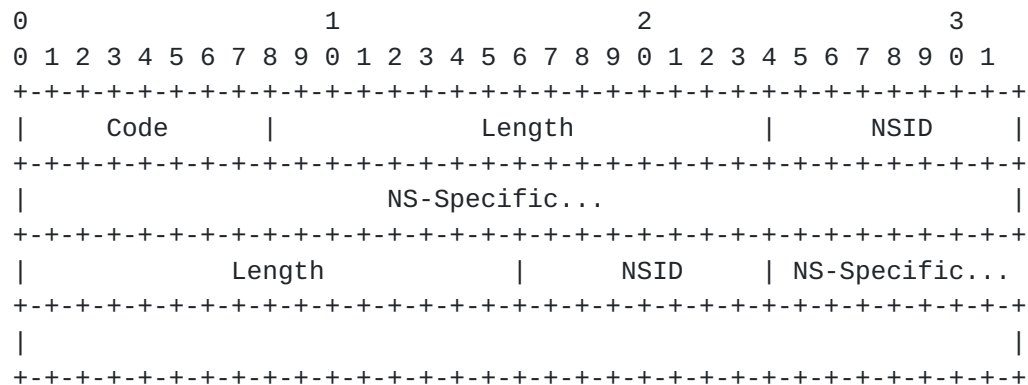 0                   1                   2                   3
0 1 2 3 4 5 6 7 8 9 0 1 2 3 4 5 6 7 8 9 0 1 2 3 4 5 6 7 8 9 0 1
+-+-+-+-+-+-+-+-+-+-+-+-+-+-+-+-+-+-+-+-+-+-+-+-+-+-+-+-+-+-+-+-+
|     Code      |             Length            |      NSID     |
+-+-+-+-+-+-+-+-+-+-+-+-+-+-+-+-+-+-+-+-+-+-+-+-+-+-+-+-+-+-+-+-+
|                       NS-Specific...                          |
+-+-+-+-+-+-+-+-+-+-+-+-+-+-+-+-+-+-+-+-+-+-+-+-+-+-+-+-+-+-+-+-+
|             Length            |      NSID     | NS-Specific...
+-+-+-+-+-+-+-+-+-+-+-+-+-+-+-+-+-+-+-+-+-+-+-+-+-+-+-+-+-+-+-+-+
|                                                               |
+-+-+-+-+-+-+-+-+-+-+-+-+-+-+-+-+-+-+-+-+-+-+-+-+-+-+-+-+-+-+-+-+